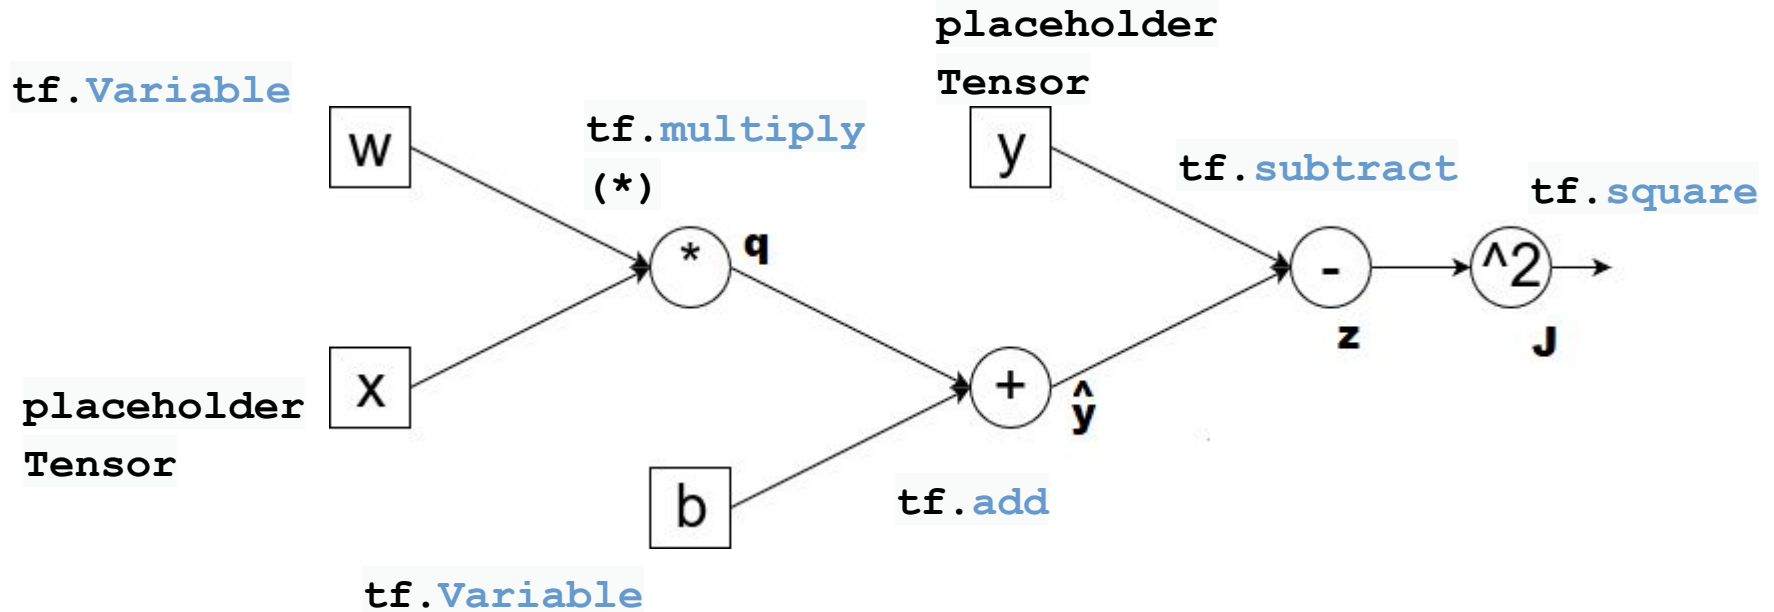 placeholder
Tensor
tf.Variable
w
tf.multiply
(*)
y
tf.subtract
tf.square
*
q
-
^2
z
J
x
placeholder
Tensor
+
ŷ
b
tf.add
tf.Variable